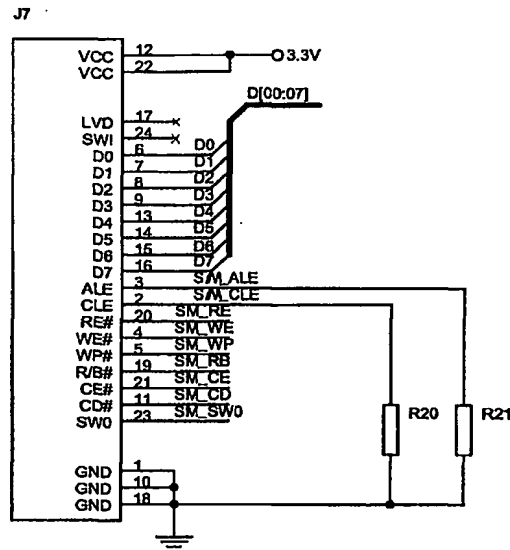 J7
VCC 12
VCC 22
3.3V
D[00:07]
LVD 17
SWI 24
D0 6 D0
D1 7 D1
D2 8 D2
D3 9 D3
D4 13 D4
D5 14 D5
D6 15 D6
D7 16 D7
ALE 3 S/M_ALE
CLE 2 S/M_CLE
RE# 20 SM_RE
WE# 4 SM_WE
WP# 5 SM_WP
R/B# 19 SM_RB
CE# 21 SM_CE
CD# 11 SM_CD
SW0 23 SM_SW0
R20 R21
GND 1
GND 10
GND 18